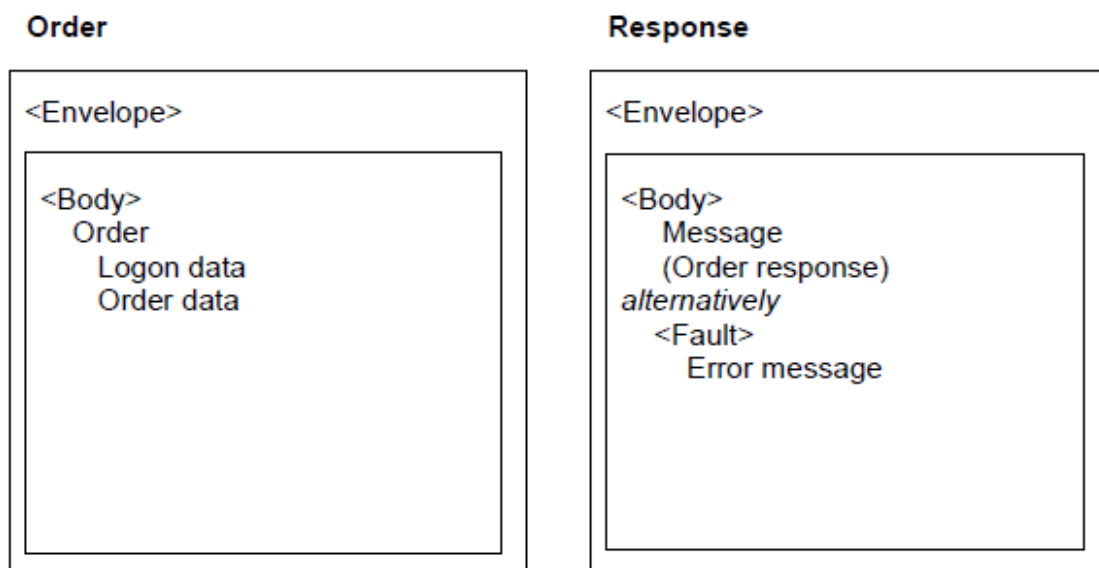 Order
<Envelope>
<Body>
Order
Logon data
Order data
Response
<Envelope>
<Body>
Message
(Order response)
alternatively
<Fault>
Error message